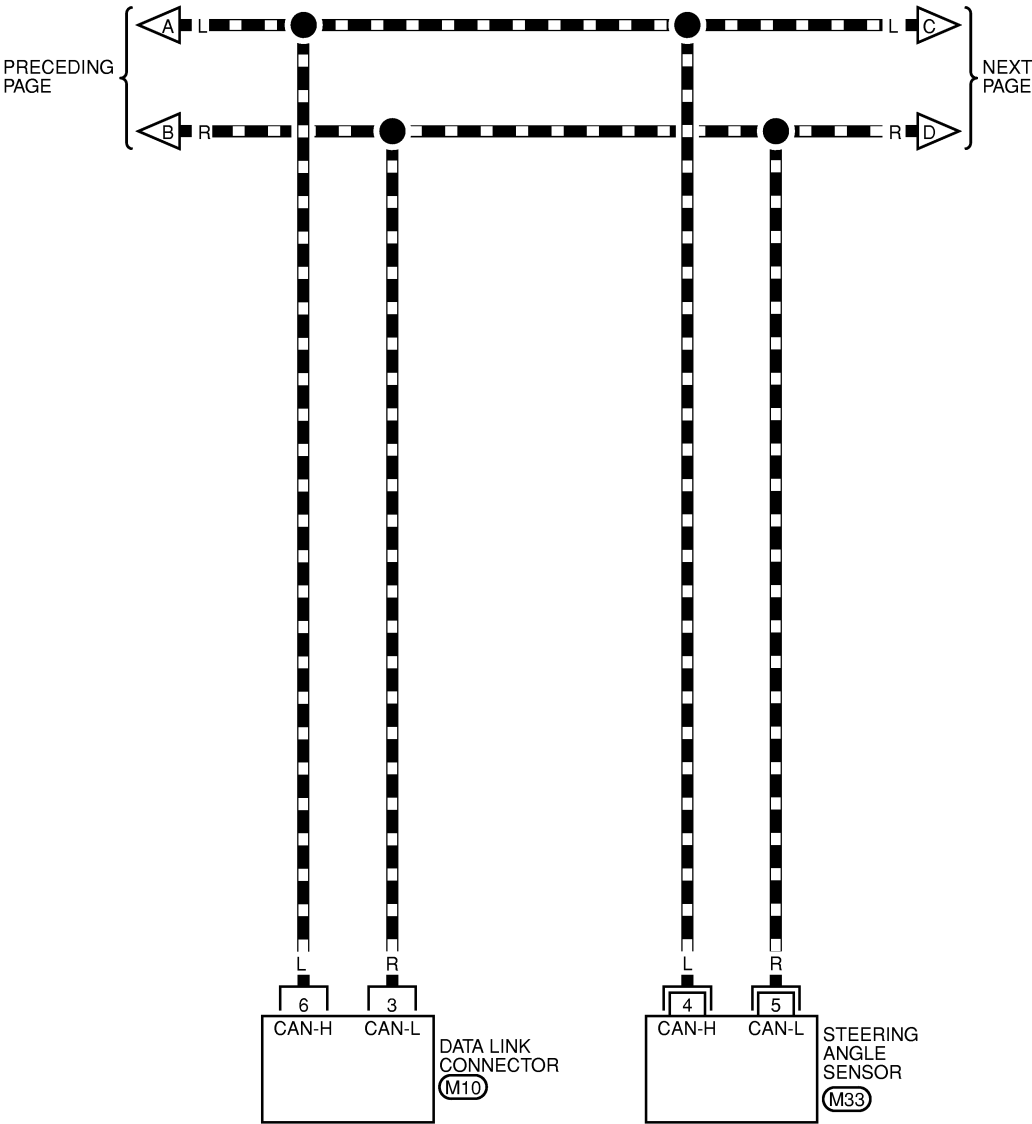 A L L C
PRECEDING
PAGE
NEXT
PAGE
B R R D
L R L R
6 3 4 5
CAN-H CAN-L CAN-H CAN-L
DATA LINK
CONNECTOR
M10
STEERING
ANGLE
SENSOR
M33